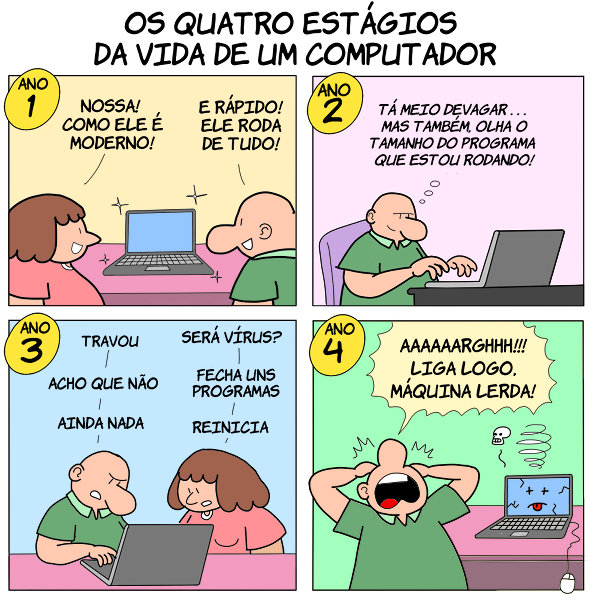 OS QUATRO ESTÁGIOS
DA VIDA DE UM COMPUTADOR
ANO
1
NOSSA!
COMO ELE É
MODERNO!
E RÁPIDO!
ELE RODA
DE TUDO!
ANO
2
TÁ MEIO DEVAGAR...
MAS TAMBÉM, OLHA O
TAMANHO DO PROGRAMA
QUE ESTOU RODANDO!
ANO
3
TRAVOU
SERÁ VÍRUS?
ACHO QUE NÃO
FECHA UNS
PROGRAMAS
AINDA NADA
REINICIA
ANO
4
AAAAAARGHHH!!!
LIGA LOGO,
MÁQUINA LERDA!